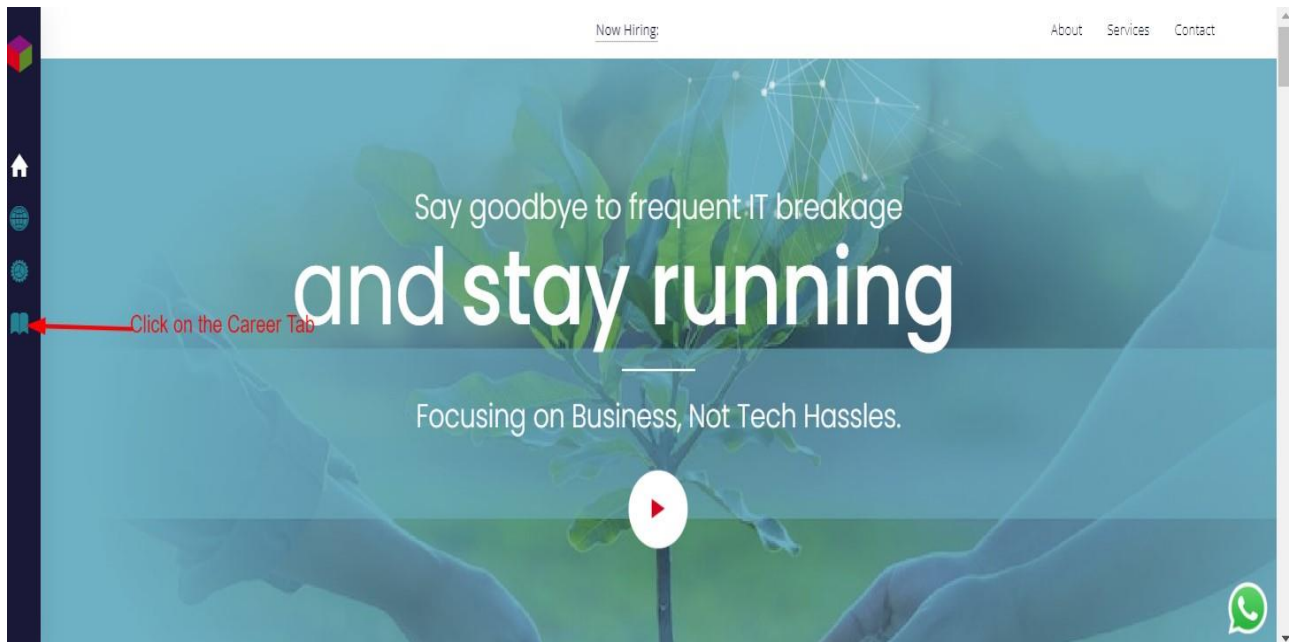 Now Hiring:
About Services Contact
Say goodbye to frequent IT breakage
and stay running
Click on the Career Tab
Focusing on Business, Not Tech Hassles.